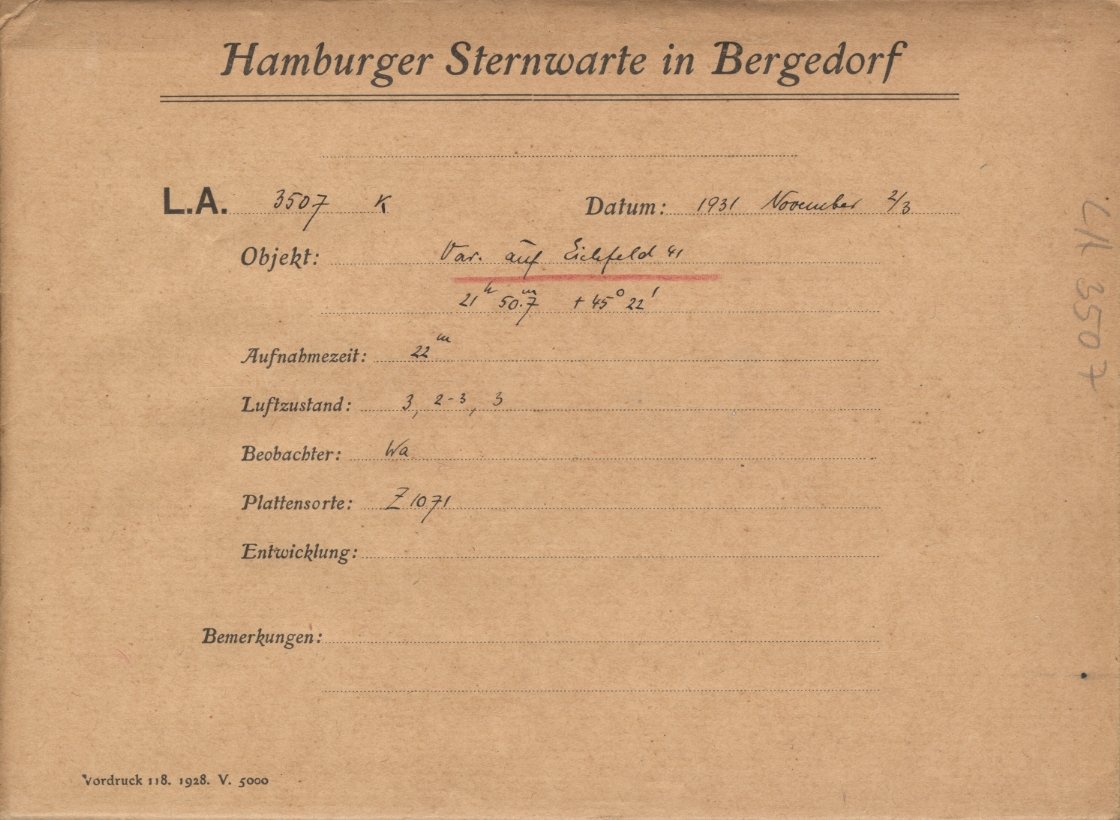 Hamburger Sternwarte in Bergedorf
L.A. 3507 K Datum: 1931 November 2/3
Objekt: Var. auf Eichfeld 41
21h 50.m7 +45° 22'
Aufnahmezeit: 22m
Luftzustand: 3, 2-3, 3
Beobachter: Wa
Plattensorte: Z 1071
Entwicklung:
Bemerkungen:
Vordruck 118. 1928. V. 5000
LA 3507